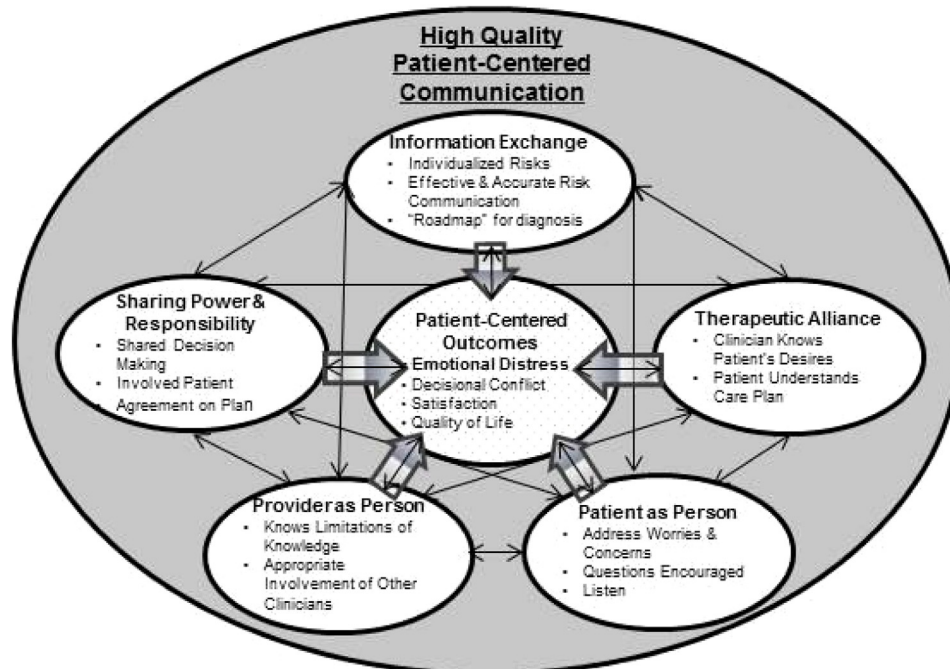 High Quality
Patient-Centered
Communication
Information Exchange
• Individualized Risks
• Effective & Accurate Risk
Communication
• "Roadmap" for diagnosis
Sharing Power &
Responsibility
• Shared Decision
Making
• Involved Patient
• Agreement on Plan
Patient-Centered
Outcomes
• Emotional Distress
• Decisional Conflict
• Satisfaction
• Quality of Life
Therapeutic Alliance
• Clinician Knows
Patient's Desires
• Patient Understands
Care Plan
Provider as Person
• Knows Limitations of
Knowledge
• Appropriate
Involvement of Other
Clinicians
Patient as Person
• Address Worries &
Concerns
• Questions Encouraged
• Listen